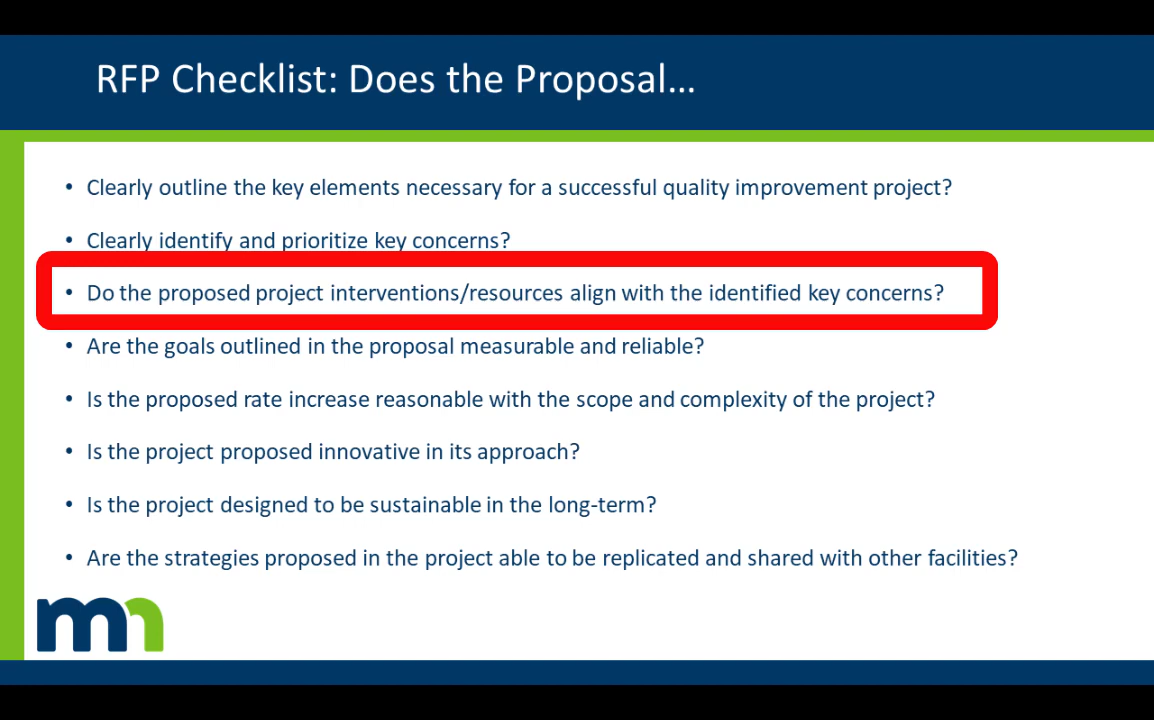 RFP Checklist: Does the Proposal...
• Clearly outline the key elements necessary for a successful quality improvement project?
• Clearly identify and prioritize key concerns?
• Do the proposed project interventions/resources align with the identified key concerns?
• Are the goals outlined in the proposal measurable and reliable?
• Is the proposed rate increase reasonable with the scope and complexity of the project?
• Is the project proposed innovative in its approach?
• Is the project designed to be sustainable in the long-term?
• Are the strategies proposed in the project able to be replicated and shared with other facilities?
mn